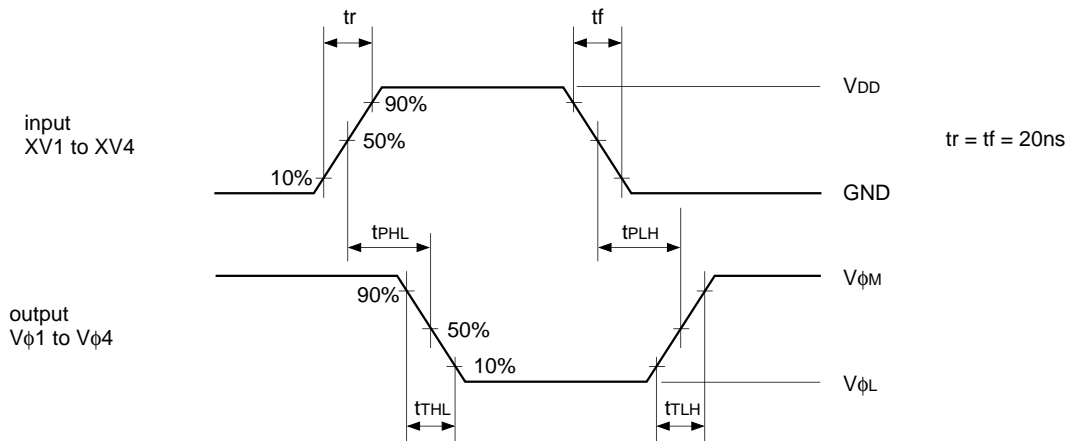 tr
tf
VDD
90%
input
XV1 to XV4
50%
tr = tf = 20ns
10%
GND
tPHL
tPLH
VϕM
90%
output
Vϕ1 to Vϕ4
50%
10%
VϕL
tTHL
tTLH